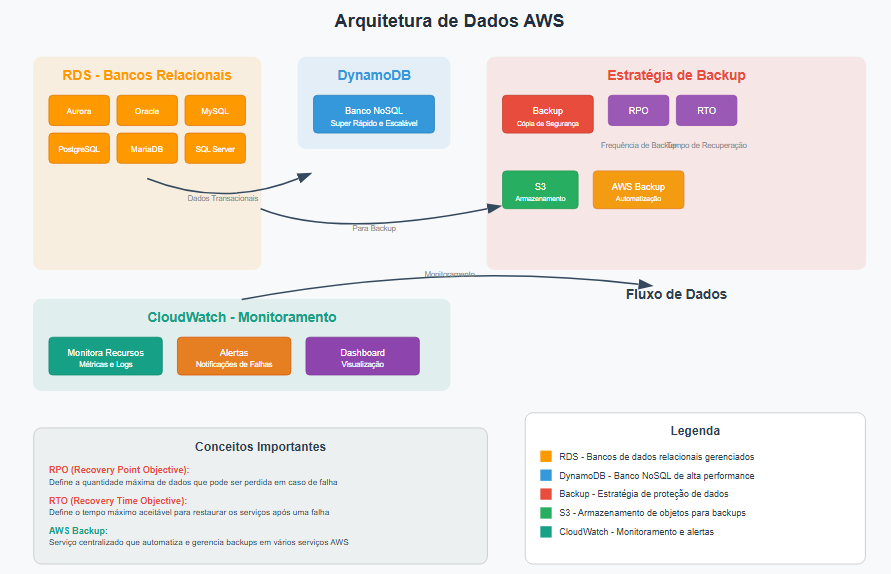 Arquitetura de Dados AWS
RDS - Bancos Relacionais
Aurora
Oracle
MySQL
PostgreSQL
MariaDB
SQL Server
DynamoDB
Banco NoSQL
Super Rápido e Escalável
Estratégia de Backup
Backup
Cópia de Segurança
RPO
RTO
Frequência de Backup
Tempo de Recuperação
S3
Armazenamento
AWS Backup
Automatização
Dados Transacionais
Para Backup
Monitoramento
Fluxo de Dados
CloudWatch - Monitoramento
Monitora Recursos
Métricas e Logs
Alertas
Notificações de Falhas
Dashboard
Visualização
Conceitos Importantes
RPO (Recovery Point Objective):
Define a quantidade máxima de dados que pode ser perdida em caso de falha
RTO (Recovery Time Objective):
Define o tempo máximo aceitável para restaurar os serviços após uma falha
AWS Backup:
Serviço centralizado que automatiza e gerencia backups em vários serviços AWS
Legenda
RDS - Bancos de dados relacionais gerenciados
DynamoDB - Banco NoSQL de alta performance
Backup - Estratégia de proteção de dados
S3 - Armazenamento de objetos para backups
CloudWatch - Monitoramento e alertas